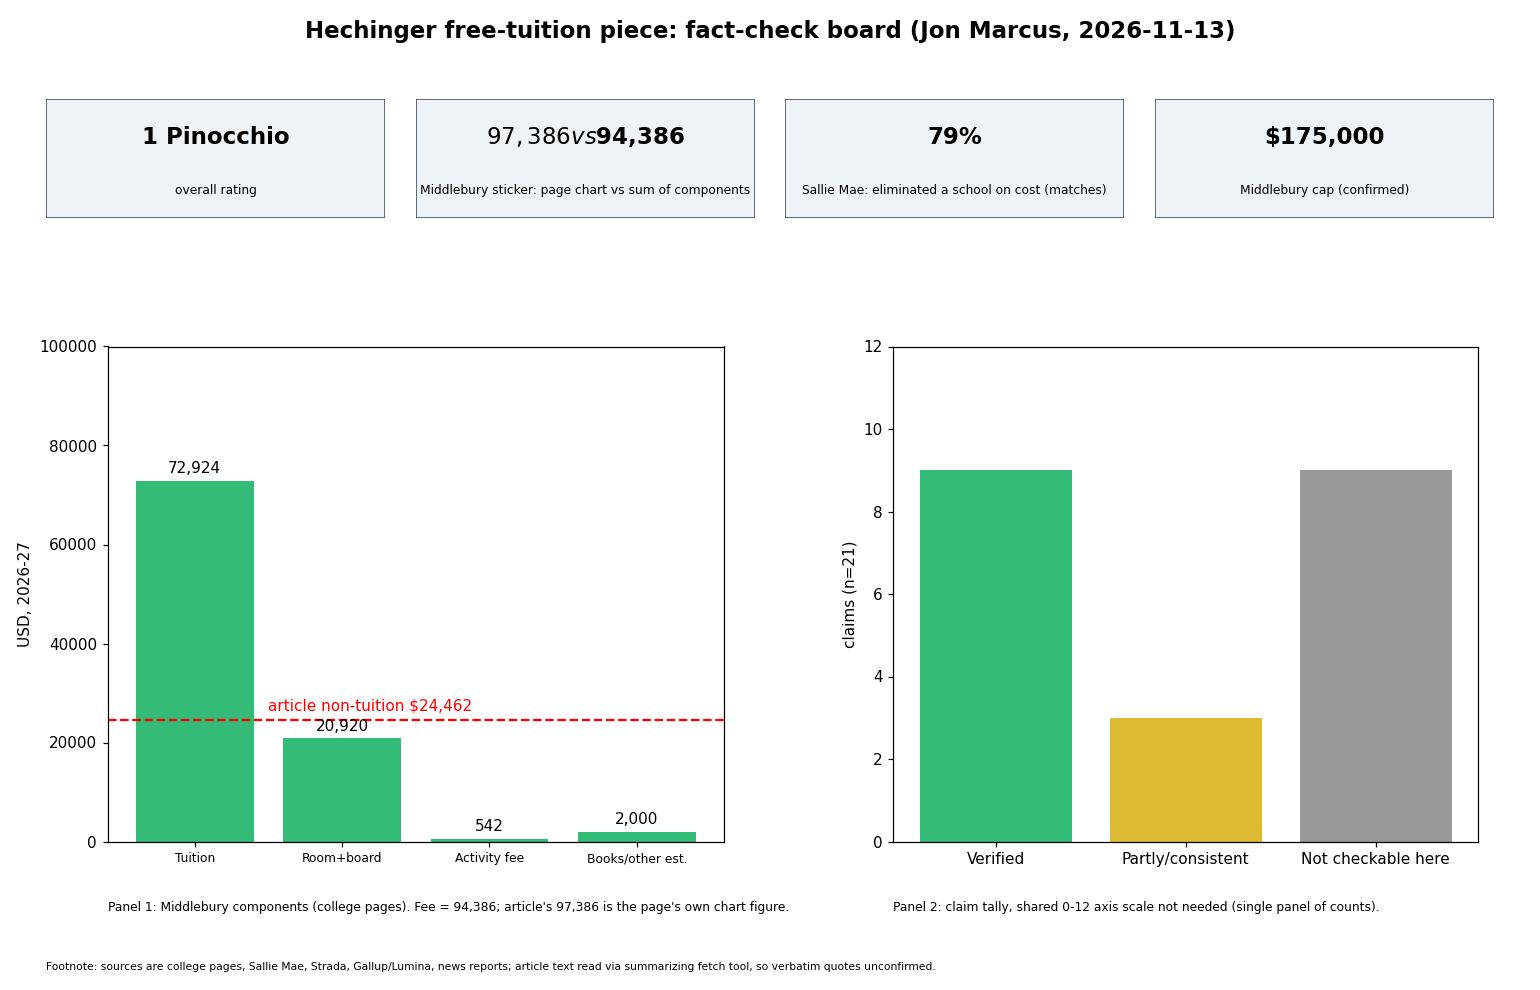 Hechinger free-tuition piece: fact-check board (Jon Marcus, 2026-11-13)
1 Pinocchio
overall rating
97,386vs94,386
Middlebury sticker: page chart vs sum of components
79%
Sallie Mae: eliminated a school on cost (matches)
$175,000
Middlebury cap (confirmed)
USD, 2026-27
100000
80000
60000
40000
20000
0
72,924
article non-tuition $24,462
20,920
542
2,000
Tuition
Room+board
Activity fee
Books/other est.
Panel 1: Middlebury components (college pages). Fee = 94,386; article's 97,386 is the page's own chart figure.
claims (n=21)
12
10
8
6
4
2
0
Verified
Partly/consistent
Not checkable here
Panel 2: claim tally, shared 0-12 axis scale not needed (single panel of counts).
Footnote: sources are college pages, Sallie Mae, Strada, Gallup/Lumina, news reports; article text read via summarizing fetch tool, so verbatim quotes unconfirmed.